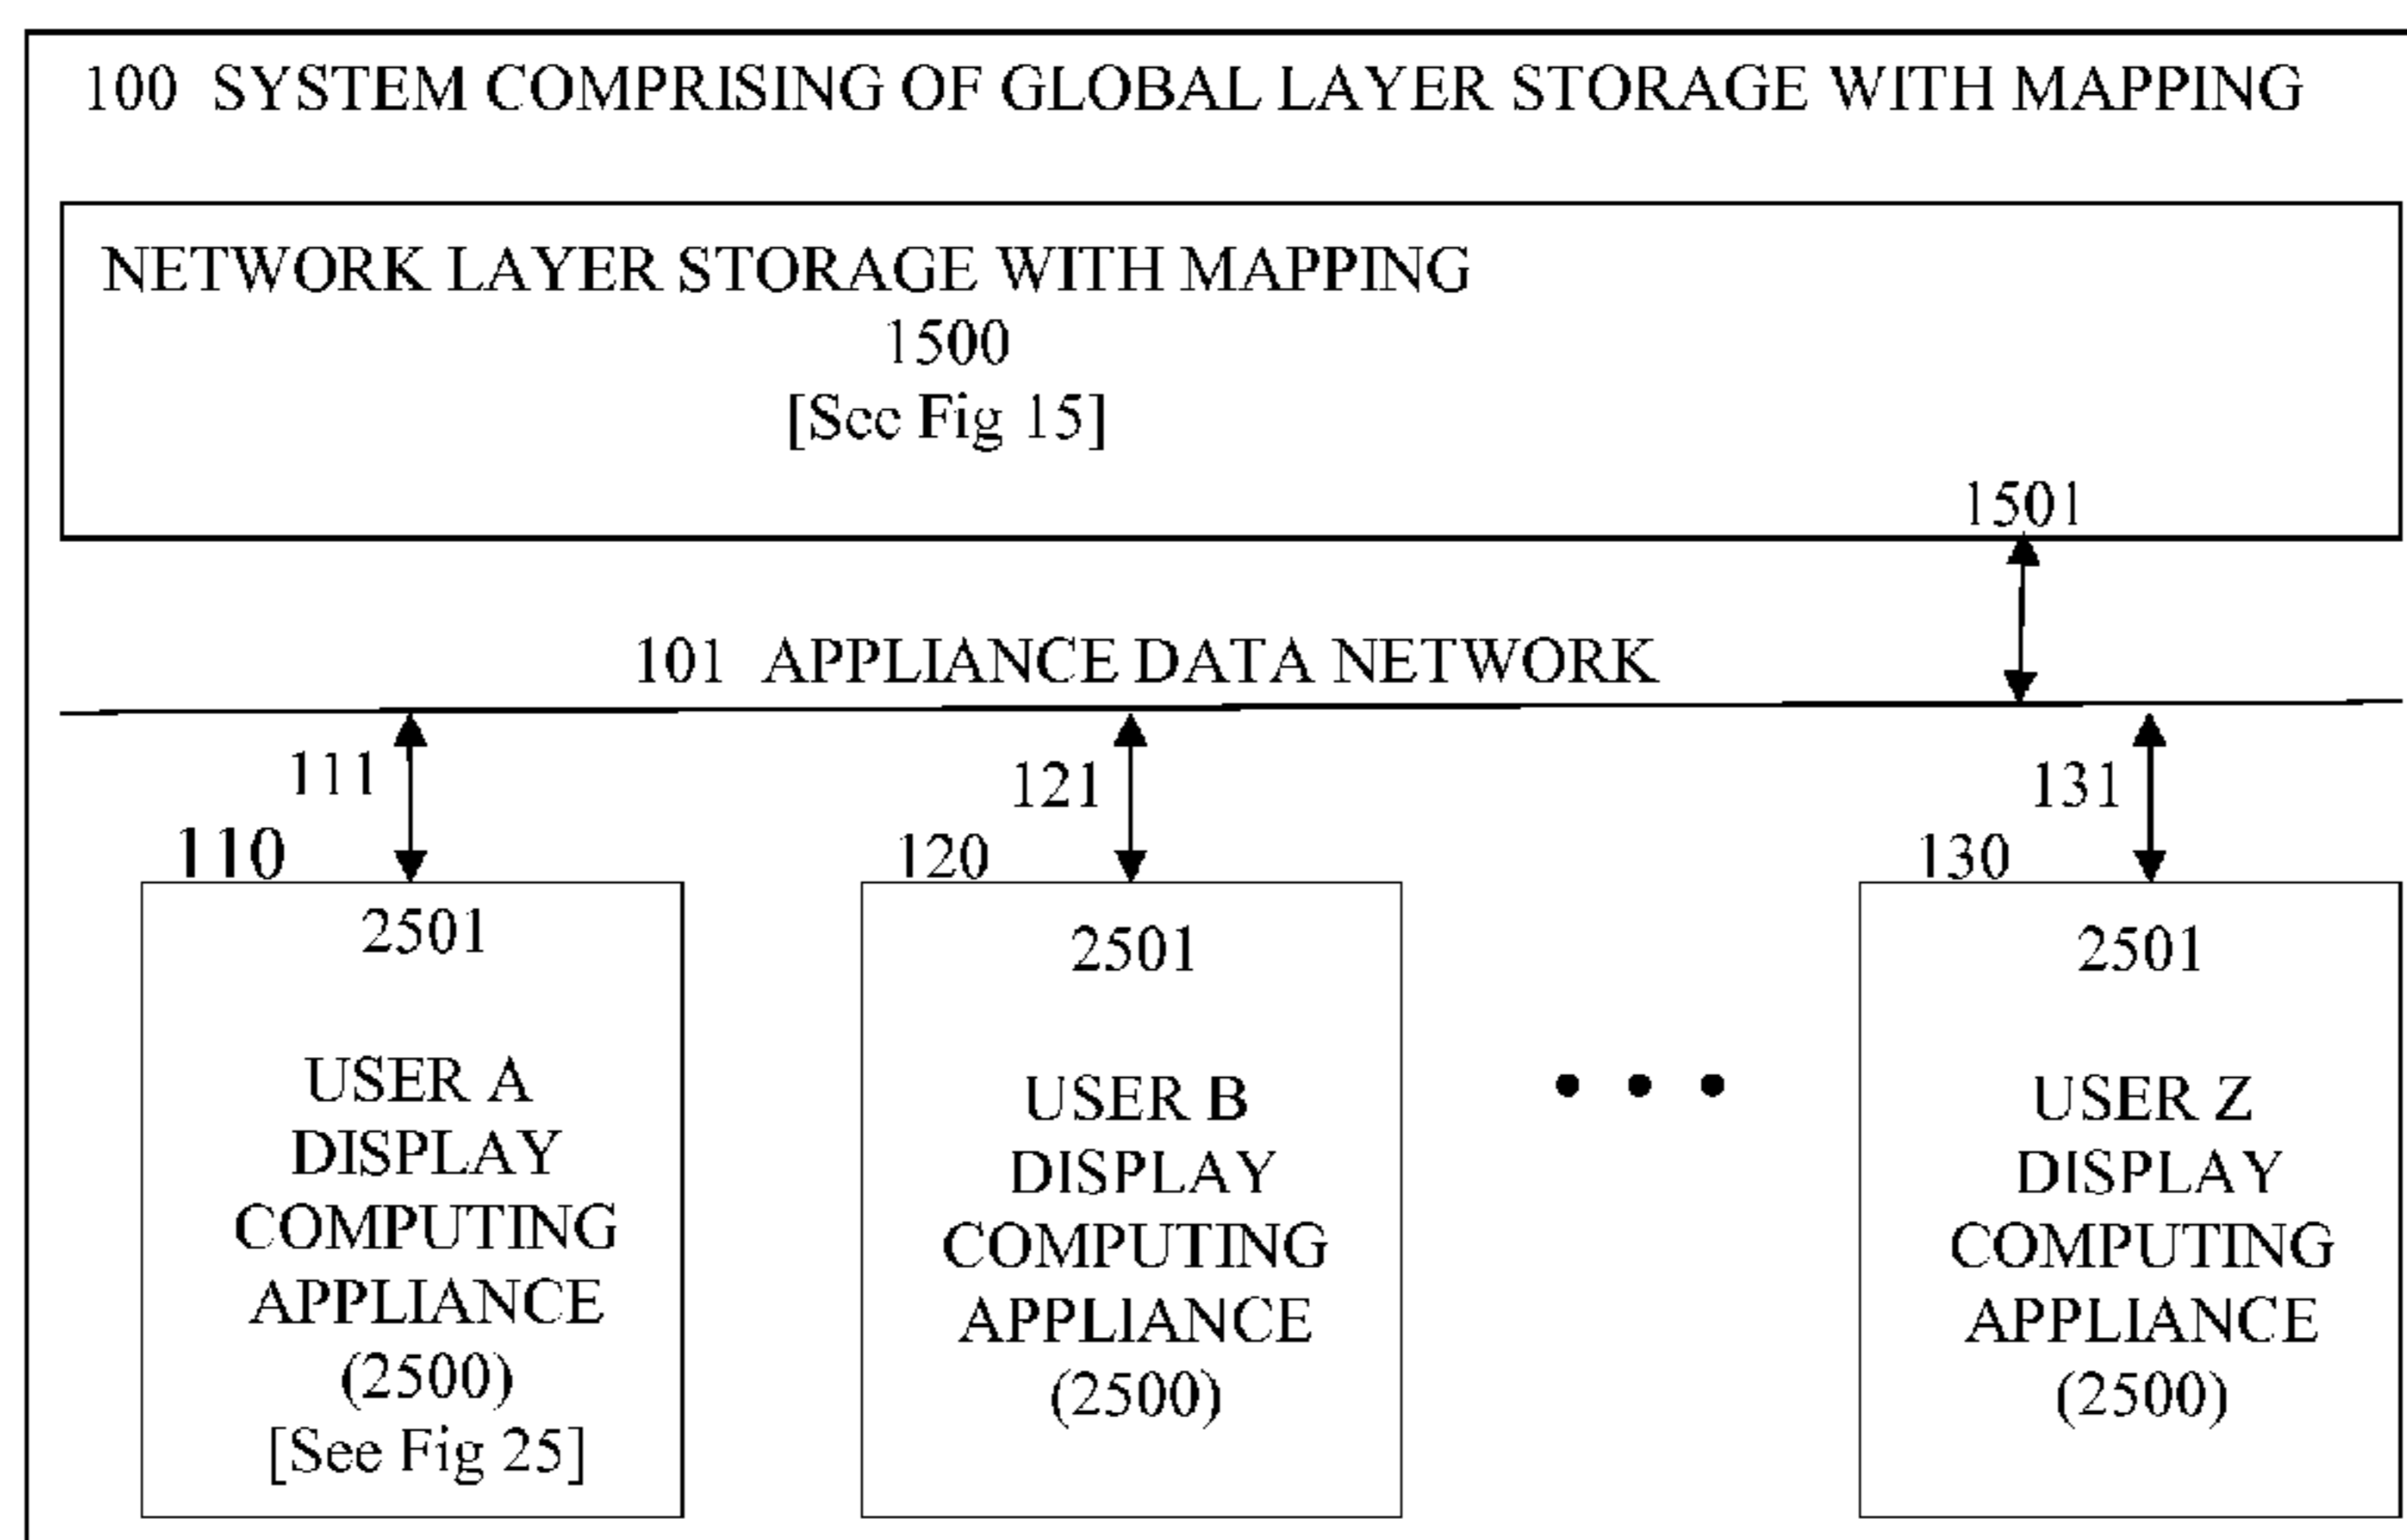 100 SYSTEM COMPRISING OF GLOBAL LAYER STORAGE WITH MAPPING
NETWORK LAYER STORAGE WITH MAPPING
1500
[See Fig 15]
1501
101 APPLIANCE DATA NETWORK
111
121
131
110
120
130
2501
USER A
DISPLAY
COMPUTING
APPLIANCE
(2500)
[See Fig 25]
2501
USER B
DISPLAY
COMPUTING
APPLIANCE
(2500)
• • •
2501
USER Z
DISPLAY
COMPUTING
APPLIANCE
(2500)